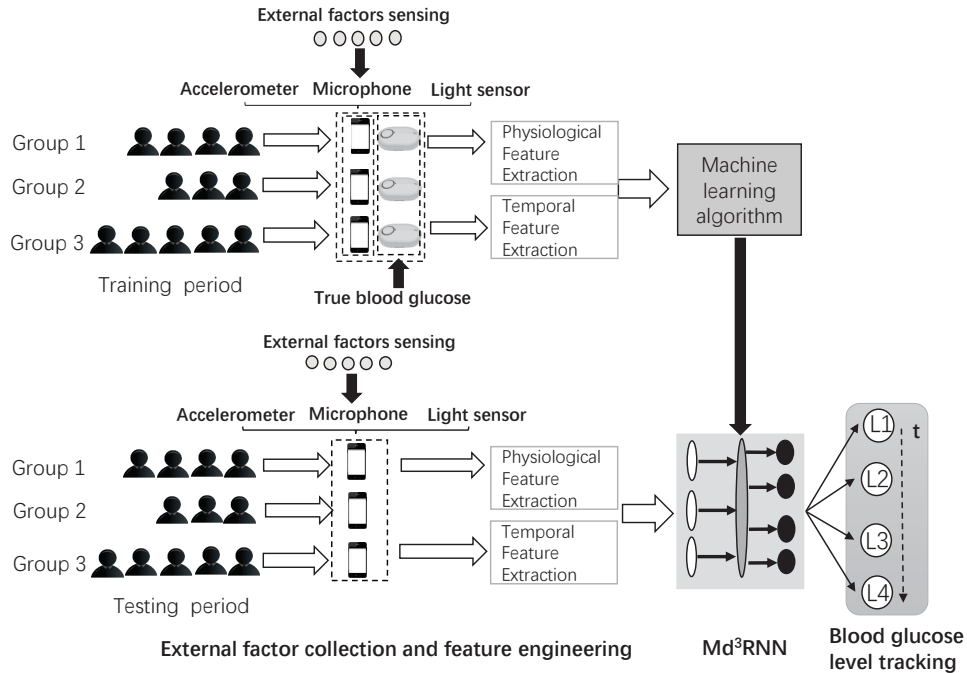 External factors sensing
Accelerometer Microphone Light sensor
Group 1
Group 2
Group 3
Training period
True blood glucose
Physiological
Feature
Extraction
Temporal
Feature
Extraction
Machine
learning
algorithm
External factors sensing
Accelerometer Microphone Light sensor
Group 1
Group 2
Group 3
Testing period
Physiological
Feature
Extraction
Temporal
Feature
Extraction
L1
t
L2
L3
L4
External factor collection and feature engineering
Md³RNN
Blood glucose
level tracking